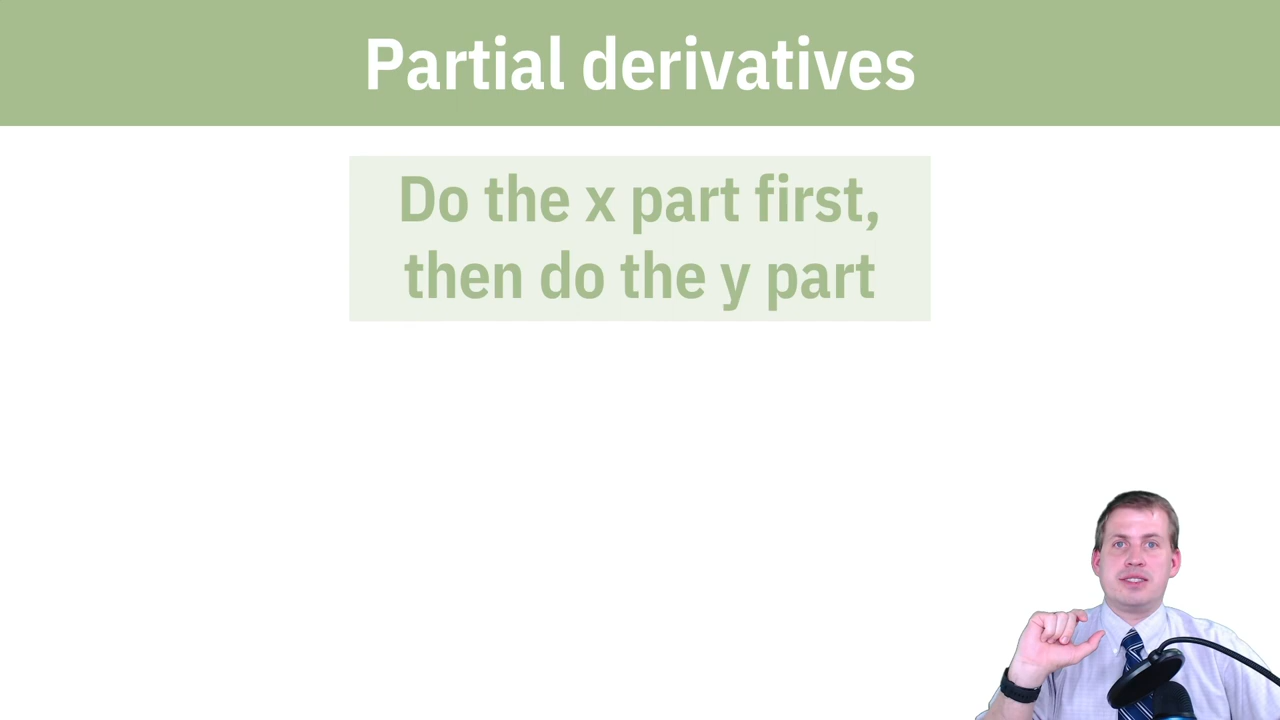 Partial derivatives
Do the x part first,
then do the y part